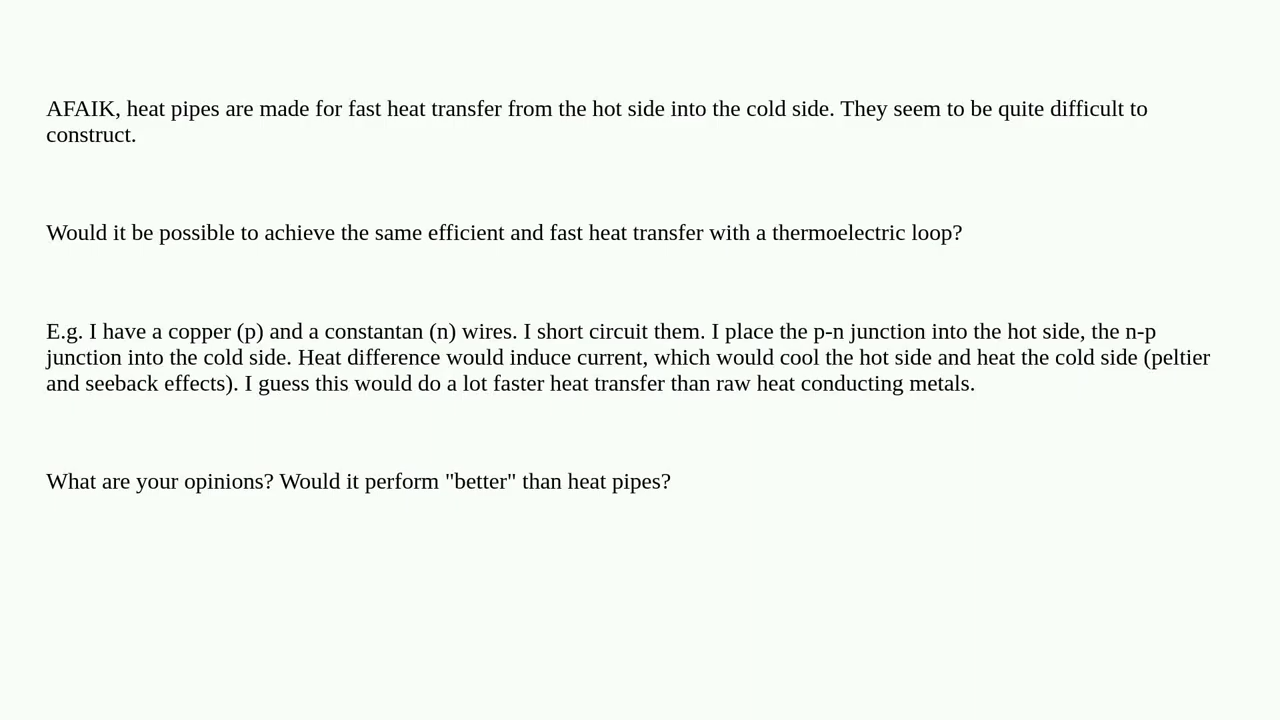 AFAIK, heat pipes are made for fast heat transfer from the hot side into the cold side. They seem to be quite difficult to
construct.
Would it be possible to achieve the same efficient and fast heat transfer with a thermoelectric loop?
E.g. I have a copper (p) and a constantan (n) wires. I short circuit them. I place the p-n junction into the hot side, the n-p
junction into the cold side. Heat difference would induce current, which would cool the hot side and heat the cold side (peltier
and seeback effects). I guess this would do a lot faster heat transfer than raw heat conducting metals.
What are your opinions? Would it perform "better" than heat pipes?